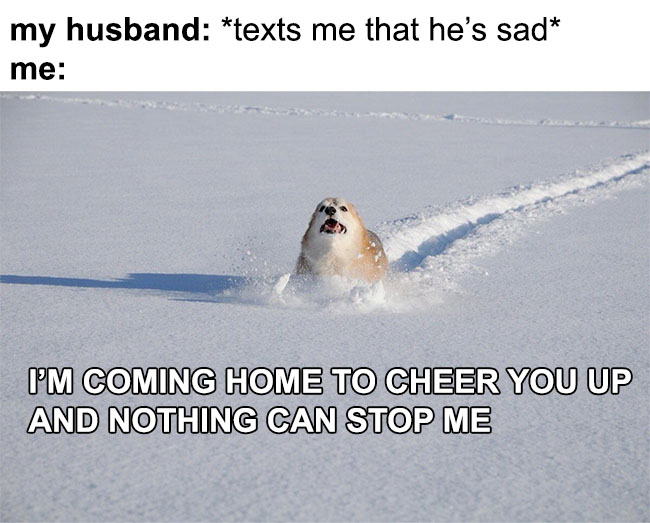 my husband: *texts me that he’s sad*
me:
I’M COMING HOME TO CHEER YOU UP
AND NOTHING CAN STOP ME